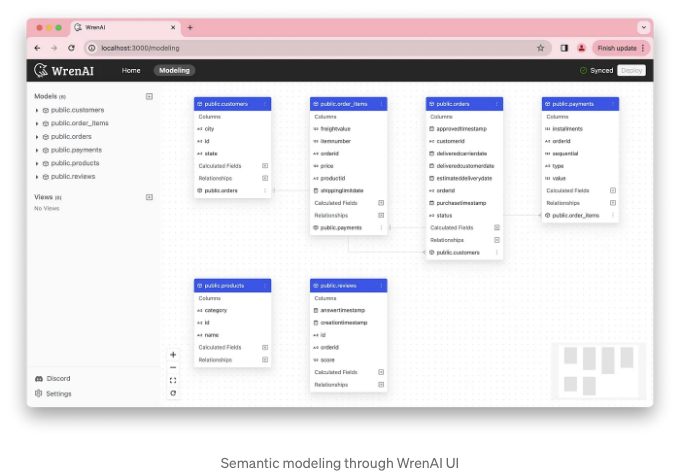 WrenAI
localhost:3000/modeling
Finish update
WrenAI
Home
Modeling
Synced
Deploy
Models (6)
public.customers
public.order_items
public.orders
public.payments
public.products
public.reviews
Views (0)
No Views
Discord
Settings
public.customers
Columns
city
id
state
Calculated Fields
Relationships
public.orders
public.order_items
Columns
freightvalue
itemnumber
orderid
price
productid
shippinglimitdate
Calculated Fields
Relationships
public.payments
public.orders
Columns
approvedtimestamp
customerid
deliveredcarrierdate
deliveredcustomerdate
estimateddeliverydate
orderid
purchasetimestamp
status
Calculated Fields
Relationships
public.customers
public.payments
Columns
installments
orderid
sequential
type
value
Calculated Fields
Relationships
public.order_items
public.products
Columns
category
id
name
Calculated Fields
Relationships
public.reviews
Columns
answertimestamp
creationtimestamp
id
orderid
score
Calculated Fields
Relationships
Semantic modeling through WrenAI UI